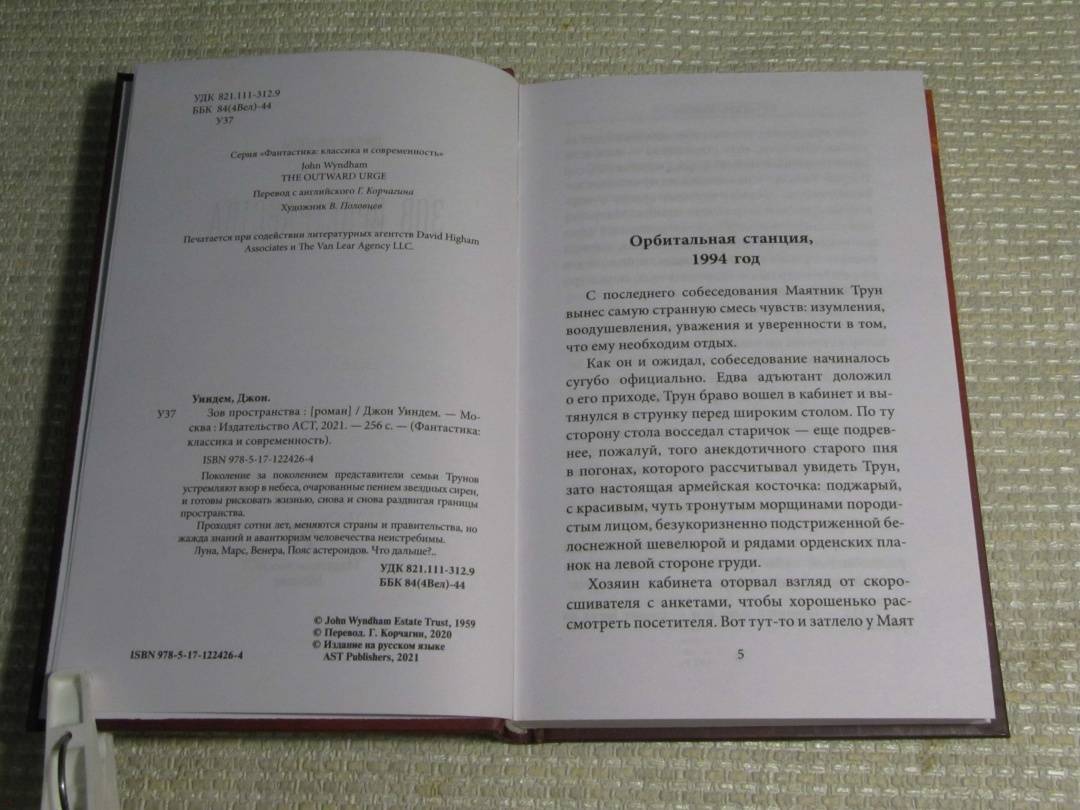 УДК 821.111-312.9
ББК 84(4Вел)-44
У37
Серия «Фантастика: классика и современность»
John Wyndham
THE OUTWARD URGE
Перевод с английского Г. Корчагина
Художник В. Половцев
Печатается при содействии литературных агентств David Higham
Associates и The Van Lear Agency LLC.
Уиндем, Джон.
У37 Зов пространства : [роман] / Джон Уиндем. — Мо-
сква : Издательство АСТ, 2021. — 256 с. — (Фантастика:
классика и современность).
ISBN 978-5-17-122426-4
Поколение за поколением представители семьи Трунов
устремляют взор в небеса, очарованные пением звездных сирен,
и готовы рисковать жизнью, снова и снова раздвигая границы
пространства.
Проходят сотни лет, меняются страны и правительства, но
жажда знаний и авантюризм человечества неистребимы.
Луна, Марс, Венера, Пояс астероидов. Что дальше?..
УДК 821.111-312.9
ББК 84(4Вел)-44
© John Wyndham Estate Trust, 1959
© Перевод. Г. Корчагин, 2020
© Издание на русском языке
AST Publishers, 2021
ISBN 978-5-17-122426-4
Орбитальная станция,
1994 год
С последнего собеседования Маятник Трун
вынес самую странную смесь чувств: изумления,
воодушевления, уважения и уверенности в том,
что ему необходим отдых.
Как он и ожидал, собеседование начиналось
сугубо официально. Едва адъютант доложил
о его приходе, Трун браво вошел в кабинет и вы-
тянулся в струнку перед широким столом. По ту
сторону стола восседал старичок — еще подрев-
нее, пожалуй, того анекдотичного старого пня
в погонах, которого рассчитывал увидеть Трун,
зато настоящая армейская косточка: поджарый,
с красивым, чуть тронутым морщинами породи-
стым лицом, безукоризненно подстриженной бе-
лоснежной шевелюрой и рядами орденских пла-
нок на левой стороне груди.
Хозяин кабинета оторвал взгляд от скоро-
сшивателя с анкетами, чтобы хорошенько рас-
смотреть посетителя. Вот тут-то и затлело у Маят
5